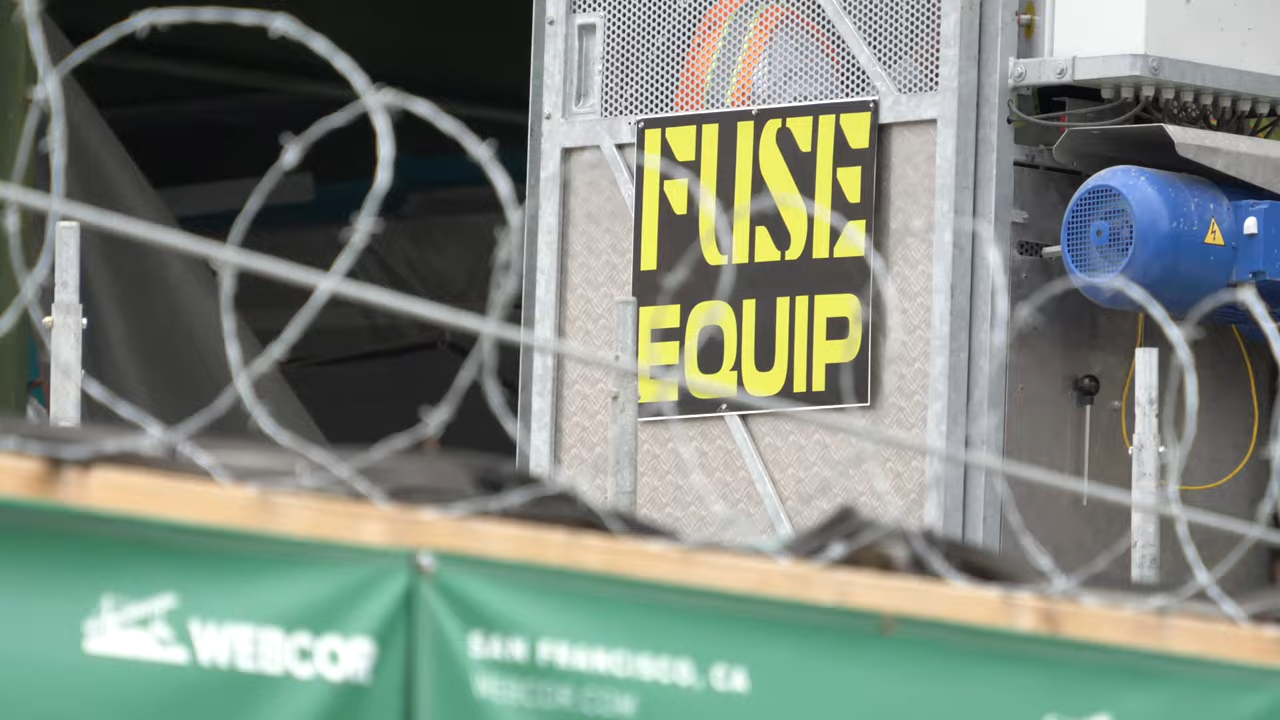 FUSE
EQUIP
WEBCOR
SAN FRANCISCO, CA
WEBCOR.COM